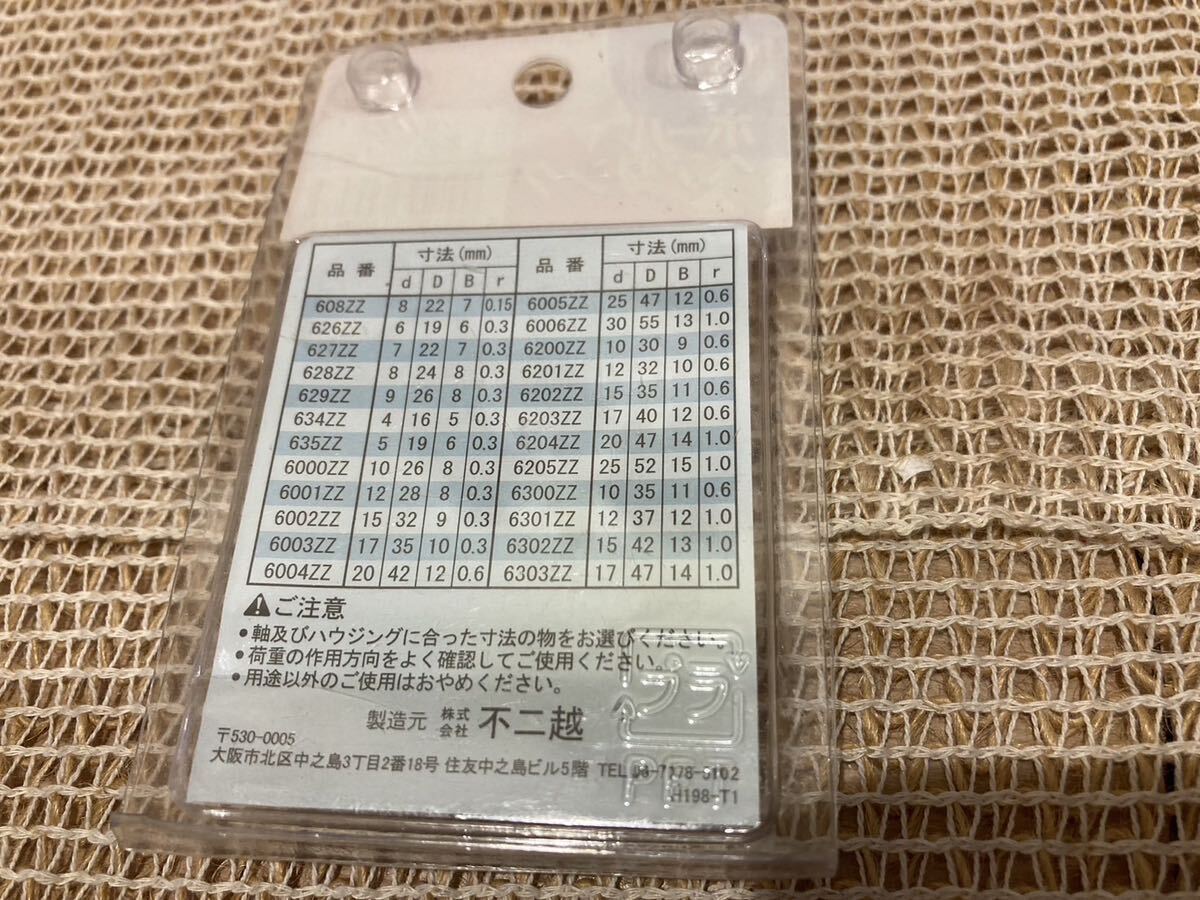 ボール
ベアリング
品番 寸法(mm) 品番 寸法(mm)
d D B r d D B r
608ZZ 8 22 7 0.15 6005ZZ 25 47 12 0.6
626ZZ 6 19 6 0.3 6006ZZ 30 55 13 1.0
627ZZ 7 22 7 0.3 6200ZZ 10 30 9 0.6
628ZZ 8 24 8 0.3 6201ZZ 12 32 10 0.6
629ZZ 9 26 8 0.3 6202ZZ 15 35 11 0.6
634ZZ 4 16 5 0.3 6203ZZ 17 40 12 0.6
635ZZ 5 19 6 0.3 6204ZZ 20 47 14 1.0
6000ZZ 10 26 8 0.3 6205ZZ 25 52 15 1.0
6001ZZ 12 28 8 0.3 6300ZZ 10 35 11 0.6
6002ZZ 15 32 9 0.3 6301ZZ 12 37 12 1.0
6003ZZ 17 35 10 0.3 6302ZZ 15 42 13 1.0
6004ZZ 20 42 12 0.6 6303ZZ 17 47 14 1.0
⚠ご注意
●軸及びハウジングに合った寸法の物をお選びください。
●荷重の作用方向をよく確認してご使用ください。
●用途以外のご使用はおやめください。
製造元 株式会社 不二越
〒530-0005
大阪市北区中之島3丁目2番18号 住友中之島ビル5階 TEL
H198-T1
プラ
PET